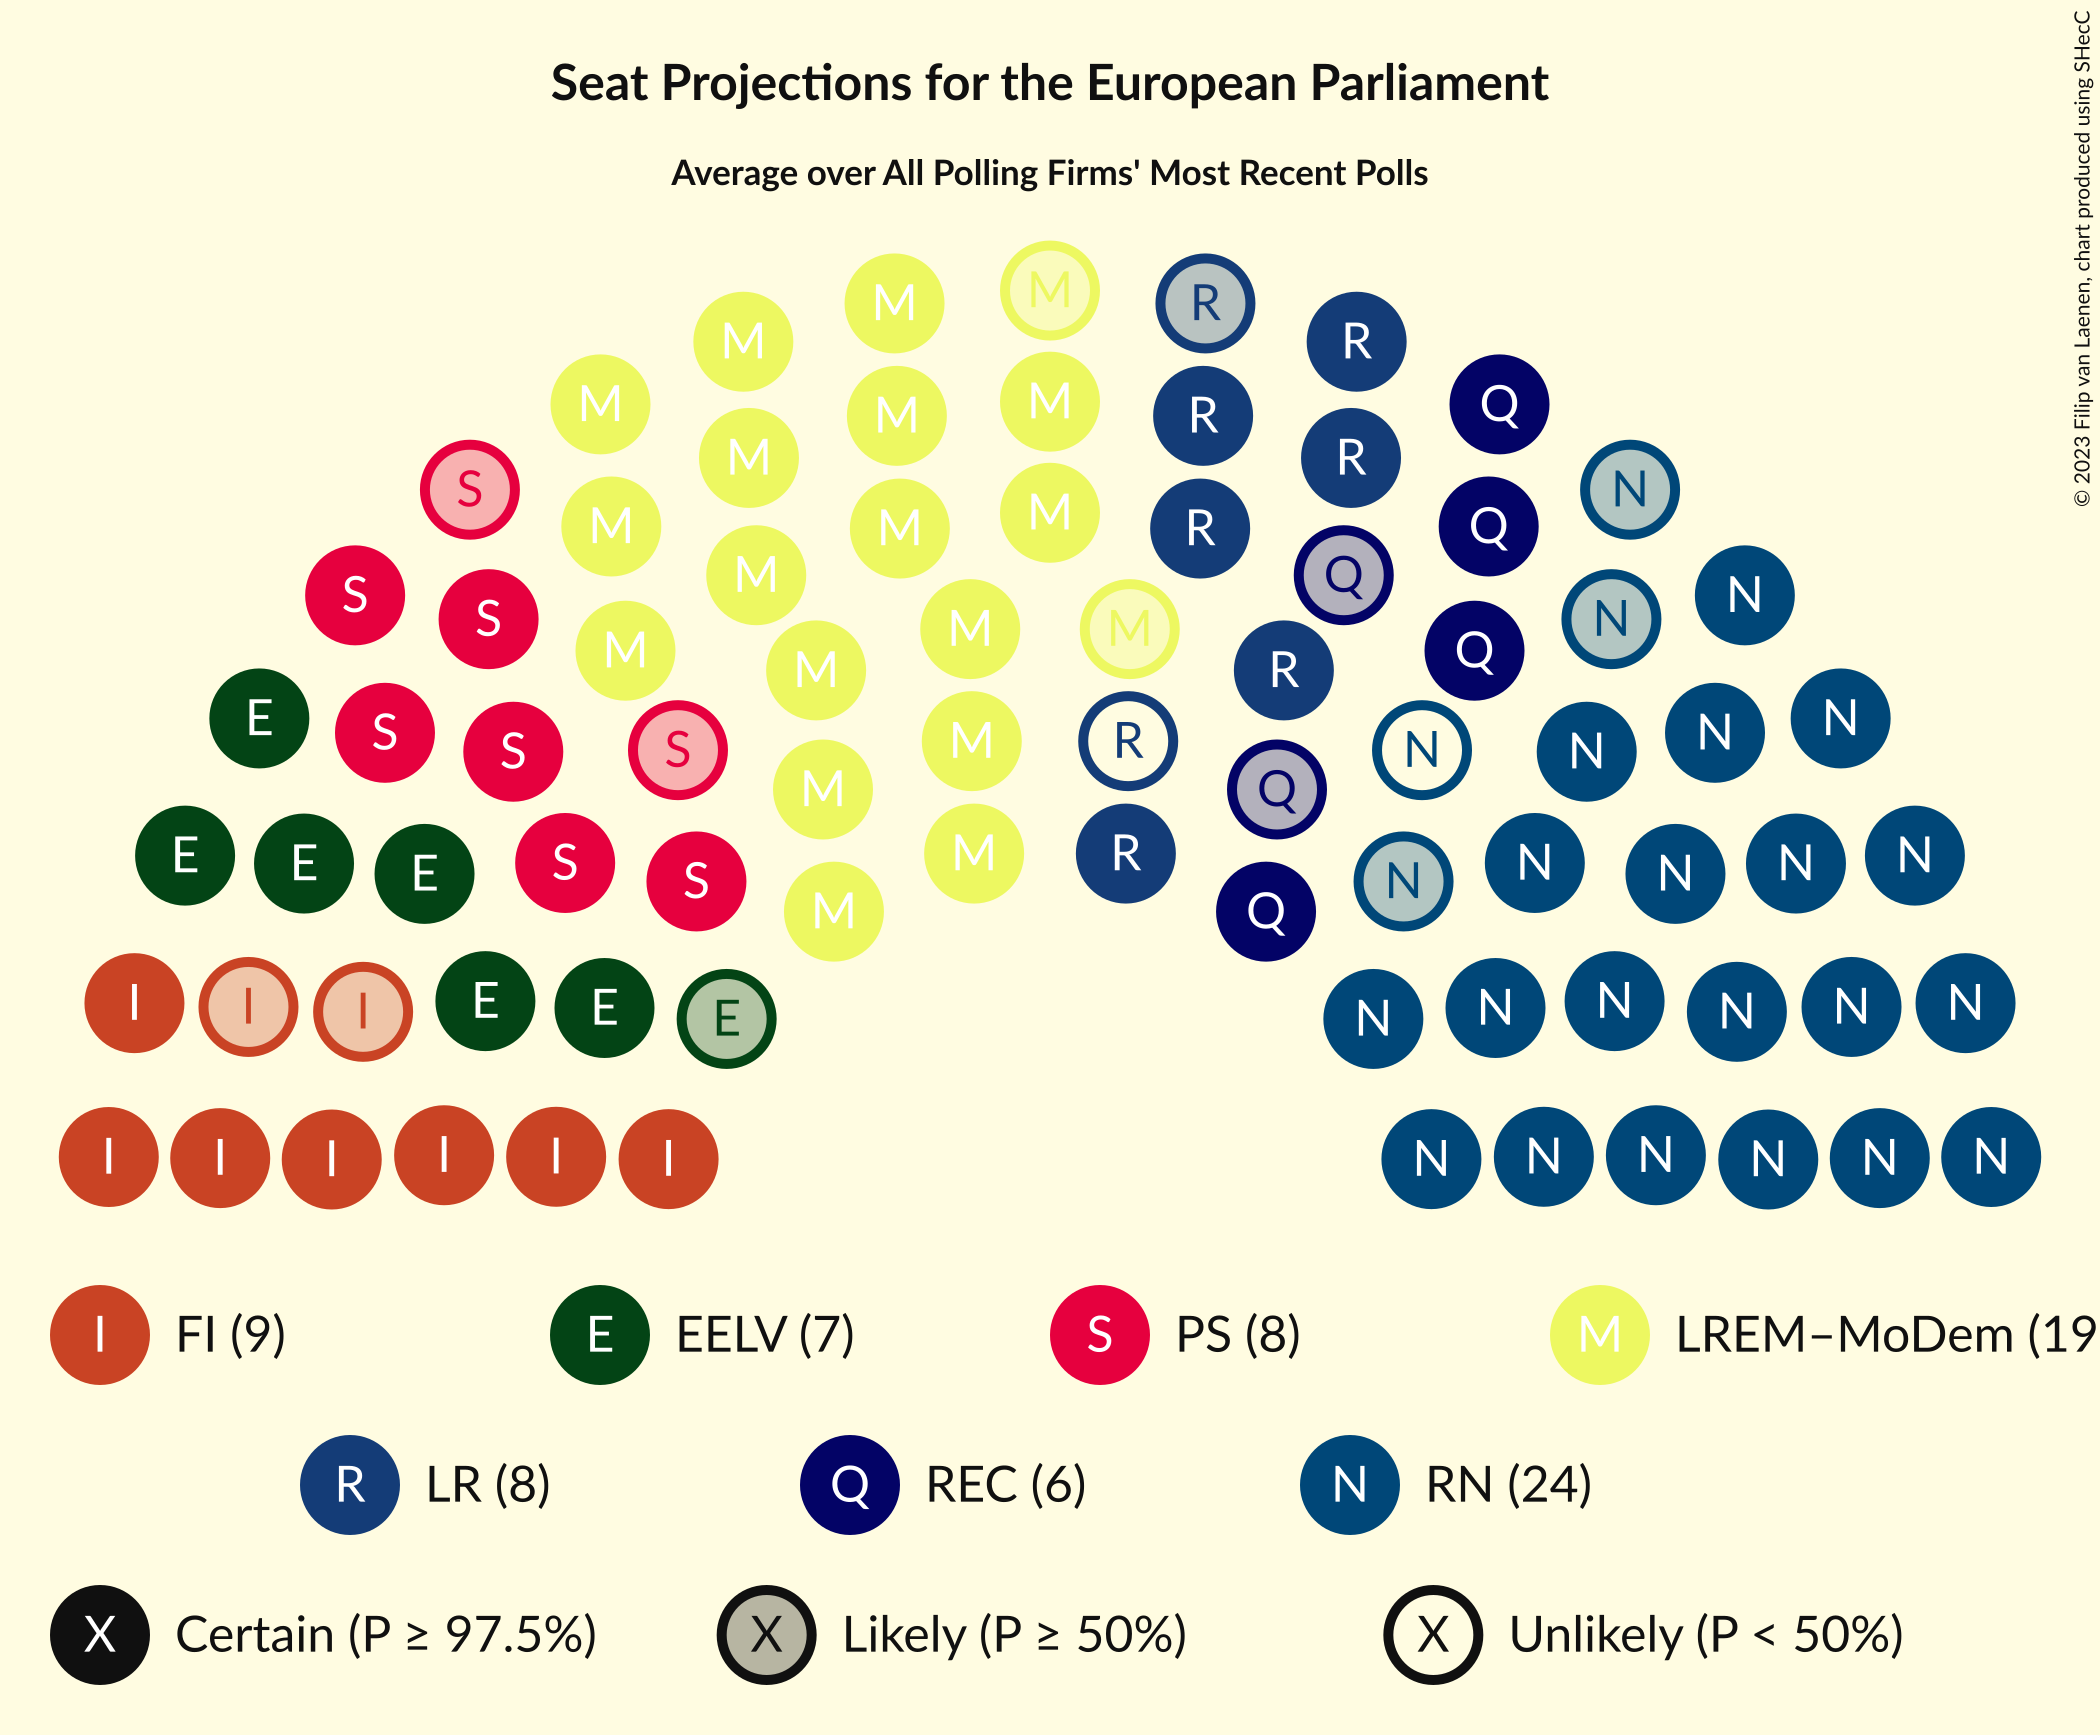 Seat Projections for the European Parliament
Average over All Polling Firms' Most Recent Polls
© 2023 Filip van Laenen, chart produced using SHecC
M
M R
M R
M M Q
M R
M R
S N
M
M M R Q
M Q
S N
S M M N
M M R Q
E N
S N
S S M R N N
M Q
E E E S S M R N N N N N
M Q
I I I E E E N N N N N N
I I I I I I N N N N N N
I FI (9) E EELV (7) S PS (8) M LREM–MoDem (19
R LR (8) Q REC (6) N RN (24)
X Certain (P ≥ 97.5%) X Likely (P ≥ 50%) X Unlikely (P < 50%)